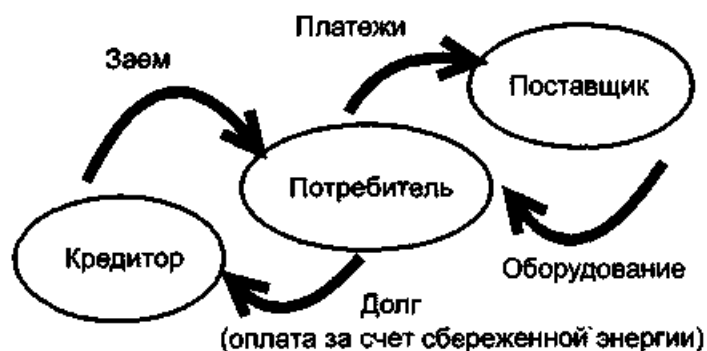 Платежи
Заем
Поставщик
Потребитель
Кредитор
Оборудование
Долг
(оплата за счет сбереженной энергии)